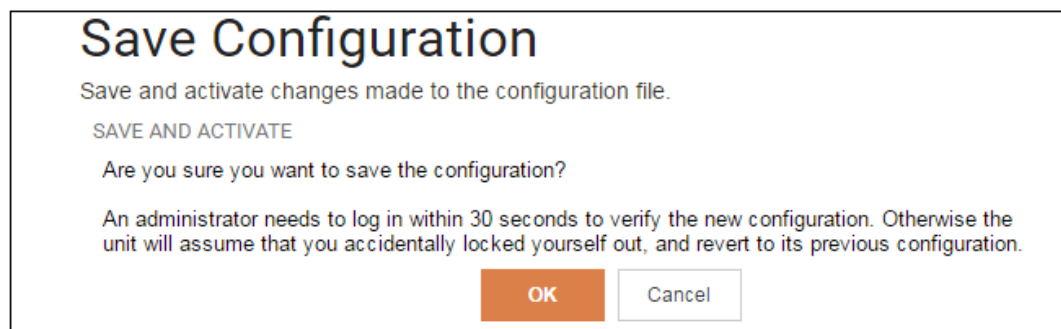 Save Configuration
Save and activate changes made to the configuration file.
SAVE AND ACTIVATE
Are you sure you want to save the configuration?
An administrator needs to log in within 30 seconds to verify the new configuration. Otherwise the
unit will assume that you accidentally locked yourself out, and revert to its previous configuration.
OK Cancel